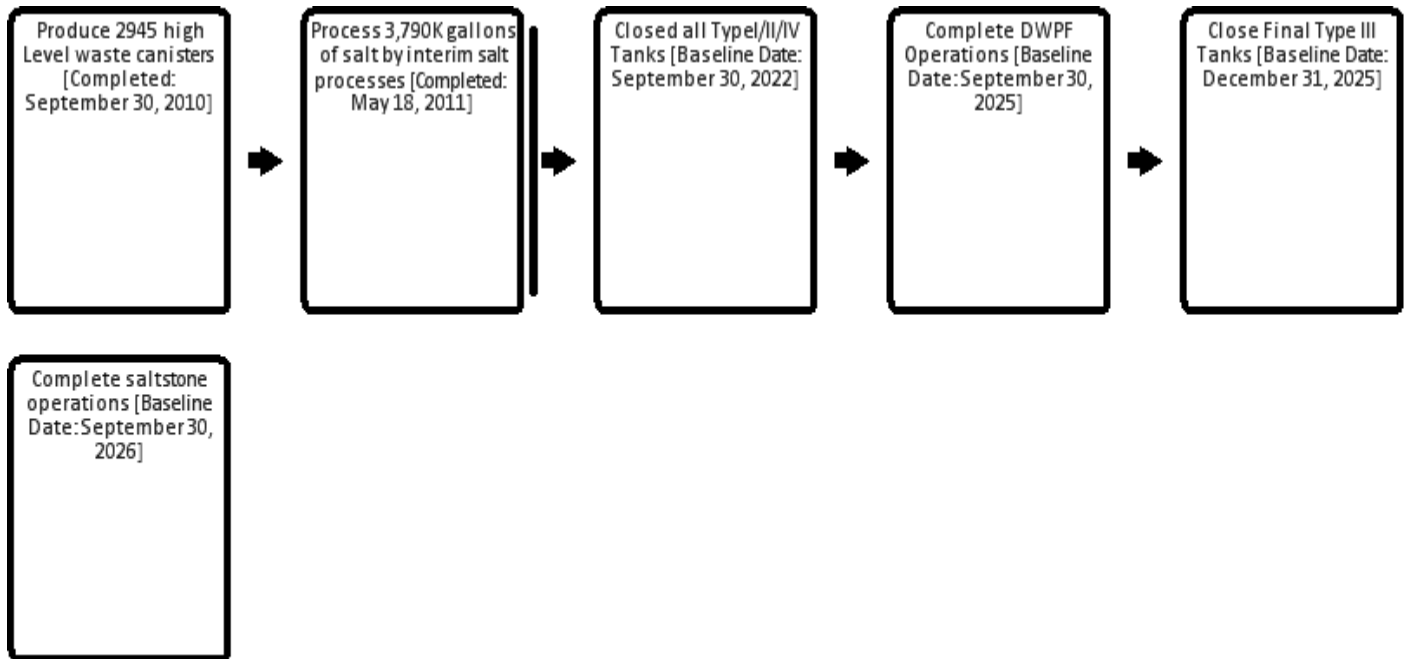 Produce 2945 high
Level waste canisters
[Completed:
September 30, 2010]
Process 3,790K gallons
of salt by interim salt
processes [Completed:
May 18, 2011]
Closed all TypeI/II/IV
Tanks [Baseline Date:
September 30, 2022]
Complete DWPF
Operations [Baseline
Date:September 30,
2025]
Close Final Type III
Tanks [Baseline Date:
December 31, 2025]
Complete saltstone
operations [Baseline
Date:September 30,
2026]